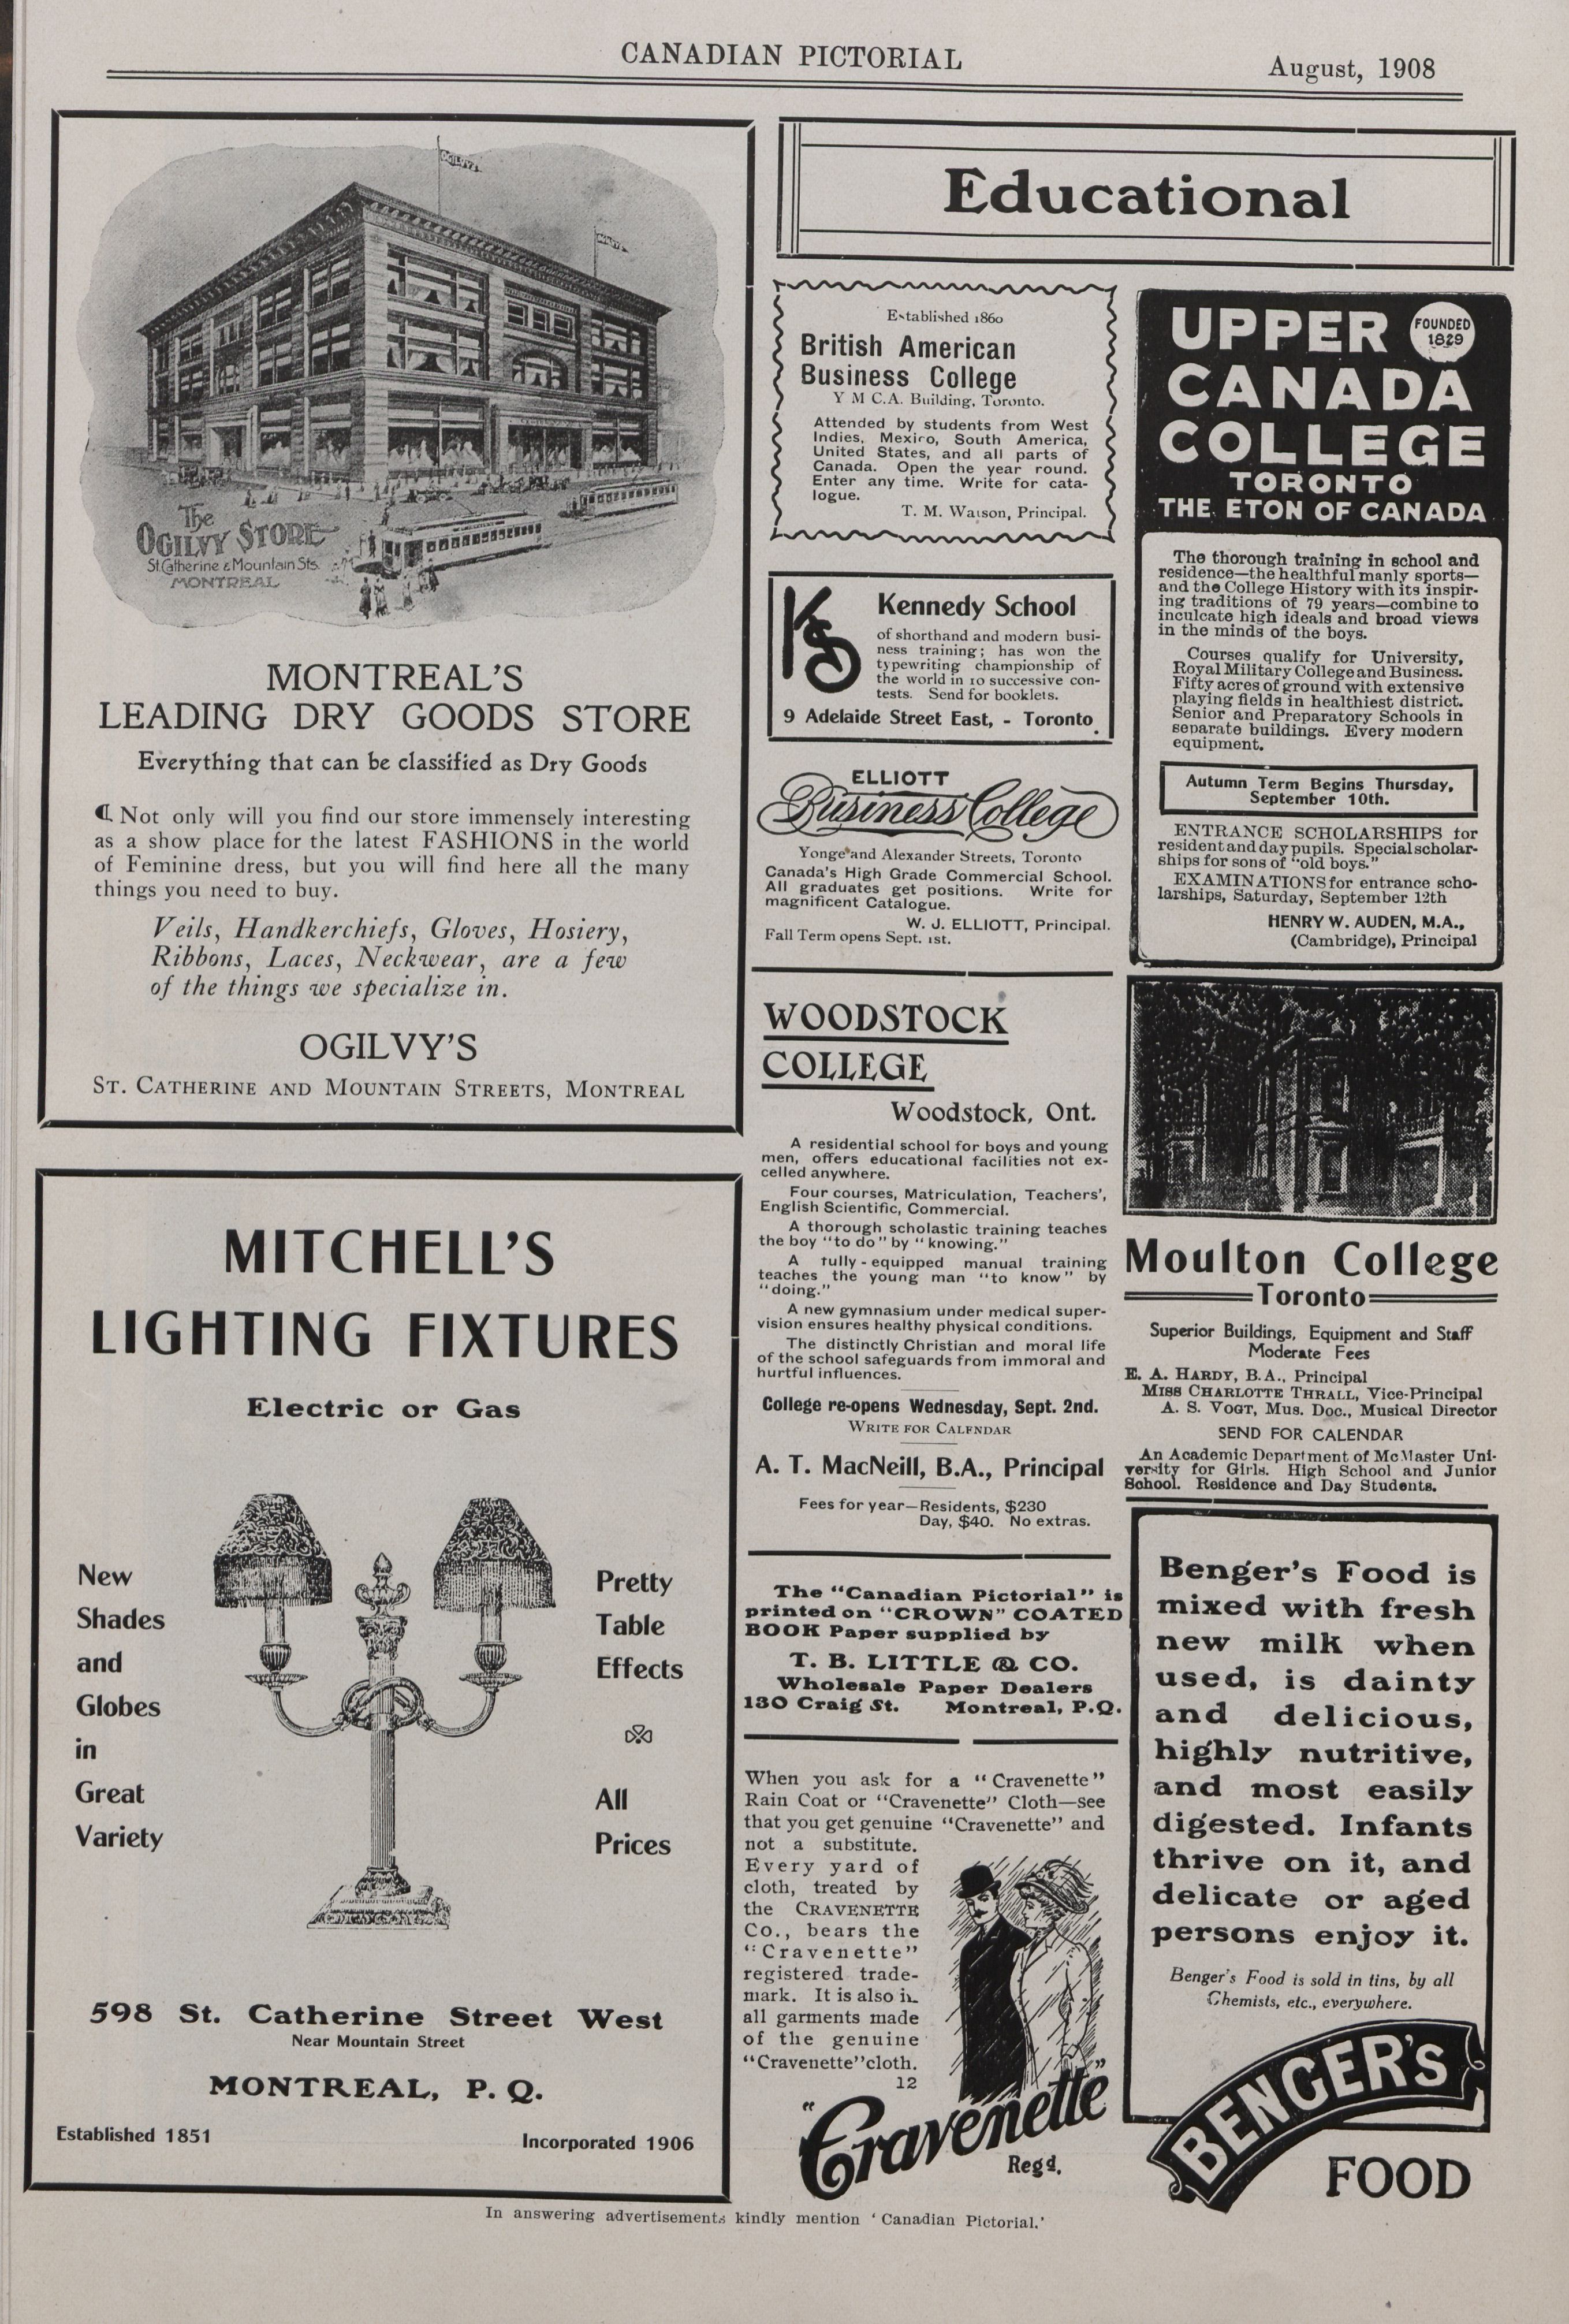 CANADIAN PICTORIAL
August, 1908
OGILVY'S
The
OGILVY STORE
St. Catherine & Mountain Sts.
MONTREAL
MONTREAL'S
LEADING DRY GOODS STORE
Everything that can be classified as Dry Goods
¶ Not only will you find our store immensely interesting
as a show place for the latest FASHIONS in the world
of Feminine dress, but you will find here all the many
things you need to buy.
Veils, Handkerchiefs, Gloves, Hosiery,
Ribbons, Laces, Neckwear, are a few
of the things we specialize in.
OGILVY'S
ST. CATHERINE AND MOUNTAIN STREETS, MONTREAL
MITCHELL'S
LIGHTING FIXTURES
Electric or Gas
New
Shades
and
Globes
in
Great
Variety
Pretty
Table
Effects
All
Prices
598 St. Catherine Street West
Near Mountain Street
MONTREAL, P. Q.
Established 1851
Incorporated 1906
Educational
Established 1860
British American
Business College
Y M C.A. Building, Toronto.
Attended by students from West
Indies, Mexico, South America,
United States, and all parts of
Canada. Open the year round.
Enter any time. Write for cata-
logue.
T. M. Watson, Principal.
KS
Kennedy School
of shorthand and modern busi-
ness training; has won the
typewriting championship of
the world in 10 successive con-
tests. Send for booklets.
9 Adelaide Street East, - Toronto
ELLIOTT
Business College
Yonge and Alexander Streets, Toronto
Canada's High Grade Commercial School.
All graduates get positions. Write for
magnificent Catalogue.
W. J. ELLIOTT, Principal.
Fall Term opens Sept. 1st.
WOODSTOCK
COLLEGE
Woodstock, Ont.
A residential school for boys and young
men, offers educational facilities not ex-
celled anywhere.
Four courses, Matriculation, Teachers',
English Scientific, Commercial.
A thorough scholastic training teaches
the boy "to do" by "knowing."
A fully-equipped manual training
teaches the young man "to know" by
"doing."
A new gymnasium under medical super-
vision ensures healthy physical conditions.
The distinctly Christian and moral life
of the school safeguards from immoral and
hurtful influences.
College re-opens Wednesday, Sept. 2nd.
WRITE FOR CALENDAR
A. T. MacNeill, B.A., Principal
Fees for year—Residents, $230
Day, $40. No extras.
The "Canadian Pictorial" is
printed on "CROWN" COATED
BOOK Paper supplied by
T. B. LITTLE & CO.
Wholesale Paper Dealers
130 Craig St. Montreal, P.Q.
When you ask for a "Cravenette"
Rain Coat or "Cravenette" Cloth—see
that you get genuine "Cravenette" and
not a substitute.
Every yard of
cloth, treated by
the CRAVENETTE
Co., bears the
"Cravenette"
registered trade-
mark. It is also in
all garments made
of the genuine
"Cravenette" cloth.
12
"Cravenette"
Regd.
UPPER
FOUNDED
1829
CANADA
COLLEGE
TORONTO
THE ETON OF CANADA
The thorough training in school and
residence—the healthful manly sports—
and the College History with its inspir-
ing traditions of 79 years—combine to
inculcate high ideals and broad views
in the minds of the boys.
Courses qualify for University,
Royal Military College and Business.
Fifty acres of ground with extensive
playing fields in healthiest district.
Senior and Preparatory Schools in
separate buildings. Every modern
equipment.
Autumn Term Begins Thursday,
September 10th.
ENTRANCE SCHOLARSHIPS for
resident and day pupils. Special scholar-
ships for sons of "old boys."
EXAMINATIONS for entrance scho-
larships, Saturday, September 12th
HENRY W. AUDEN, M.A.,
(Cambridge), Principal
Moulton College
Toronto
Superior Buildings, Equipment and Staff
Moderate Fees
E. A. HARDY, B.A., Principal
MISS CHARLOTTE THRALL, Vice-Principal
A. S. VOGT, Mus. Doc., Musical Director
SEND FOR CALENDAR
An Academic Department of McMaster Uni-
versity for Girls. High School and Junior
School. Residence and Day Students.
Benger's Food is
mixed with fresh
new milk when
used, is dainty
and delicious,
highly nutritive,
and most easily
digested. Infants
thrive on it, and
delicate or aged
persons enjoy it.
Benger's Food is sold in tins, by all
Chemists, etc., everywhere.
BENGER'S
FOOD
In answering advertisements kindly mention 'Canadian Pictorial.'